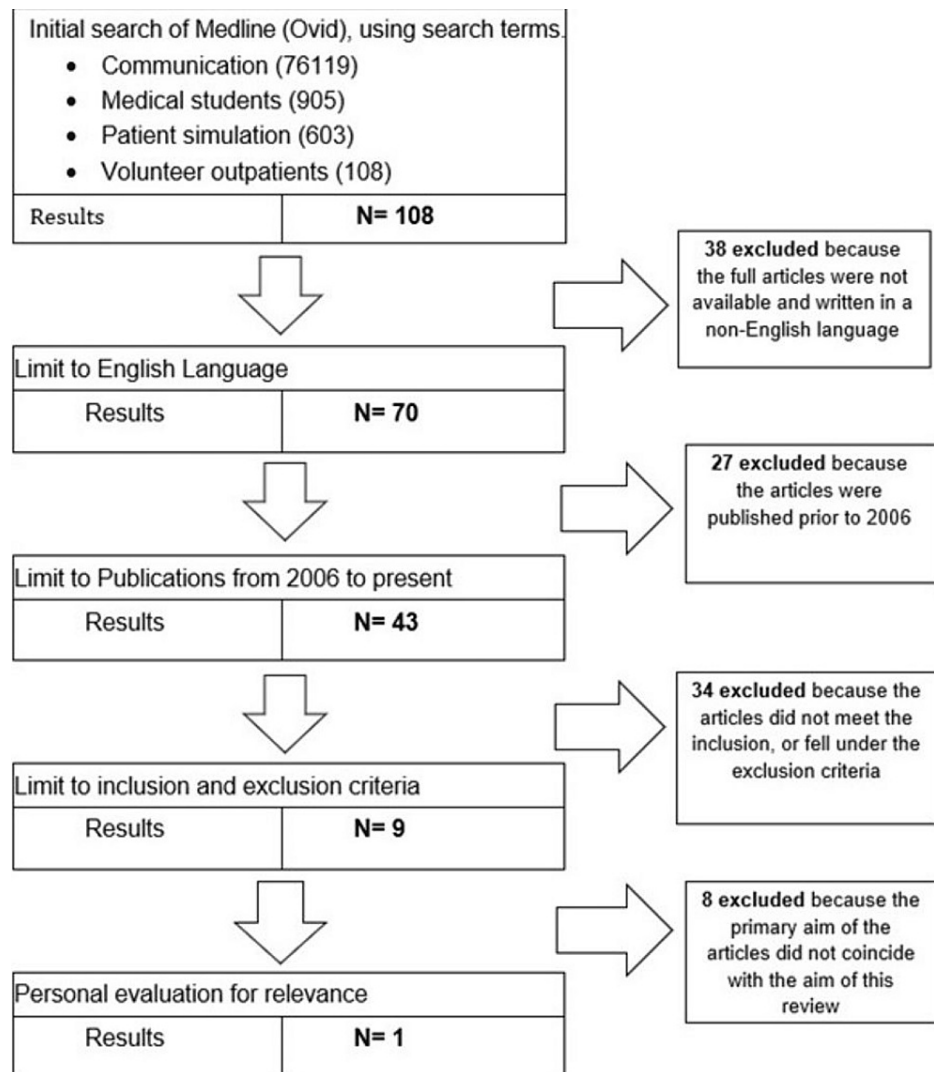 Initial search of Medline (Ovid), using search terms.
• Communication (76119)
• Medical students (905)
• Patient simulation (603)
• Volunteer outpatients (108)
Results N= 108
38 excluded because
the full articles were not
available and written in a
non-English language
Limit to English Language
Results N= 70
27 excluded because
the articles were
published prior to 2006
Limit to Publications from 2006 to present
Results N= 43
34 excluded because the
articles did not meet the
inclusion, or fell under the
exclusion criteria
Limit to inclusion and exclusion criteria
Results N= 9
8 excluded because the
primary aim of the
articles did not coincide
with the aim of this
review
Personal evaluation for relevance
Results N= 1